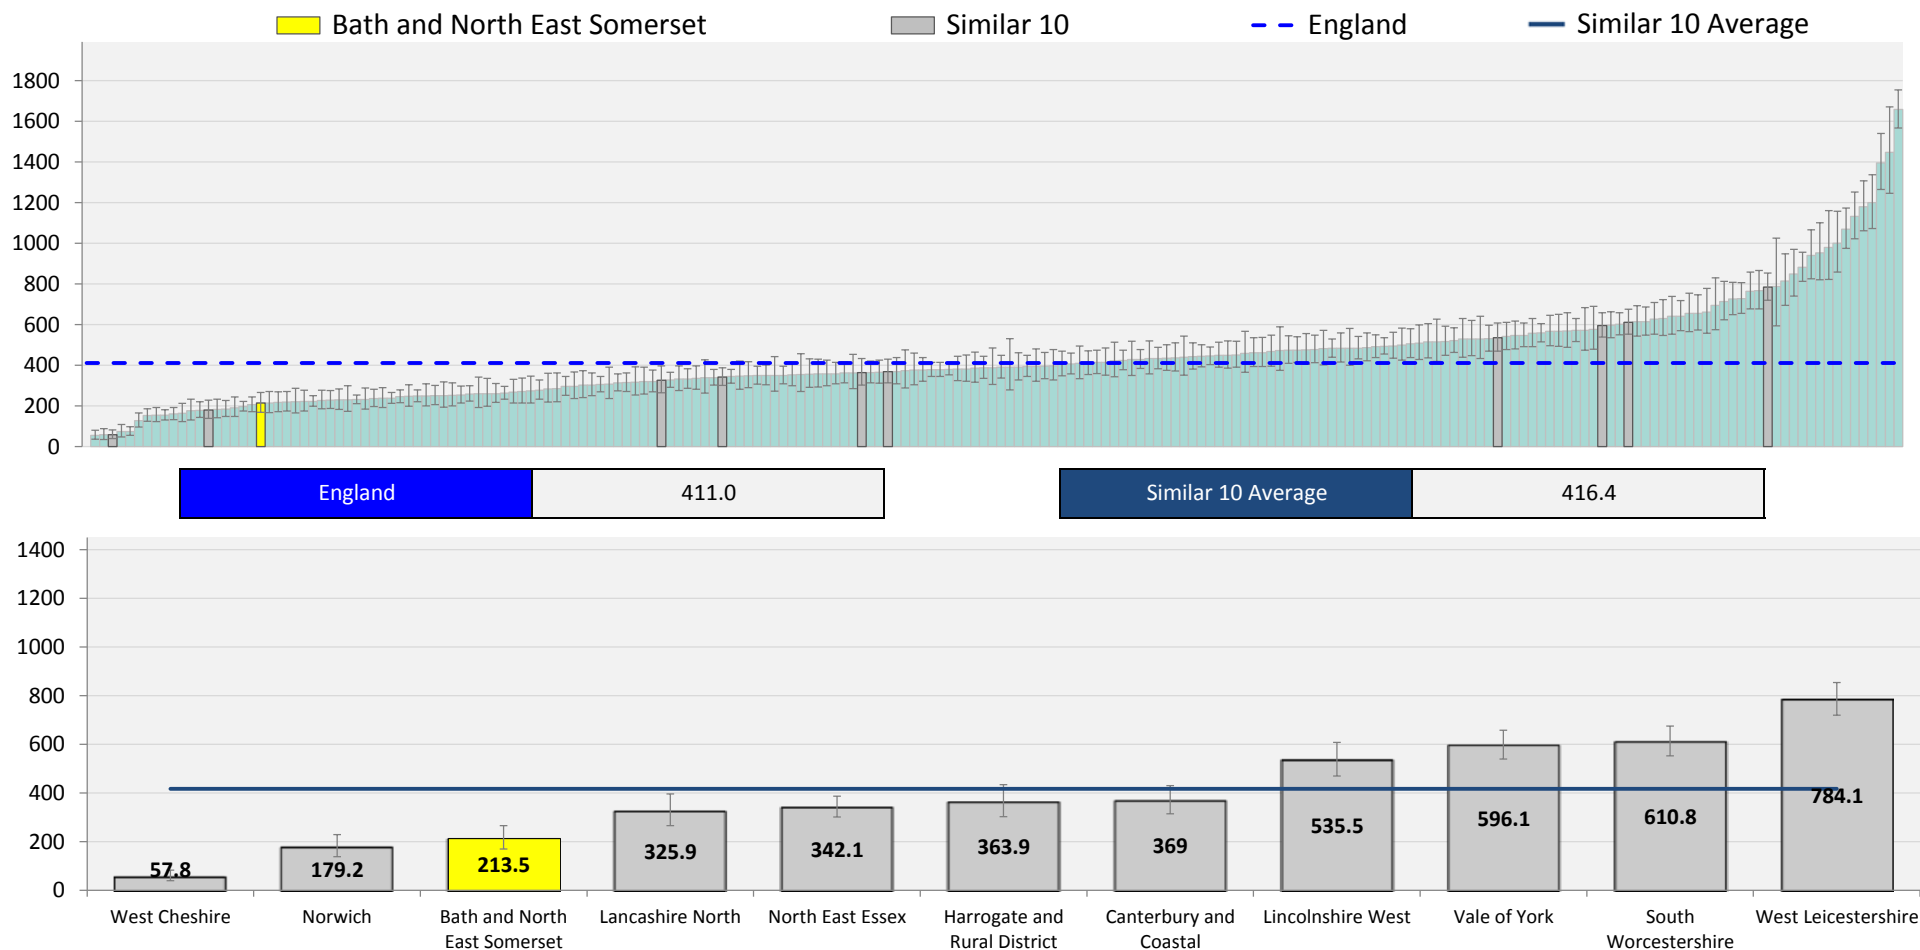 Bath and North East Somerset
Similar 10
England
Similar 10 Average
1800
1600
1400
1200
1000
800
600
400
200
0
England
411.0
Similar 10 Average
416.4
1400
1200
1000
800
600
400
200
0
57.8
179.2
213.5
325.9
342.1
363.9
369
535.5
596.1
610.8
784.1
West Cheshire
Norwich
Bath and North
East Somerset
Lancashire North
North East Essex
Harrogate and
Rural District
Canterbury and
Coastal
Lincolnshire West
Vale of York
South
Worcestershire
West Leicestershire